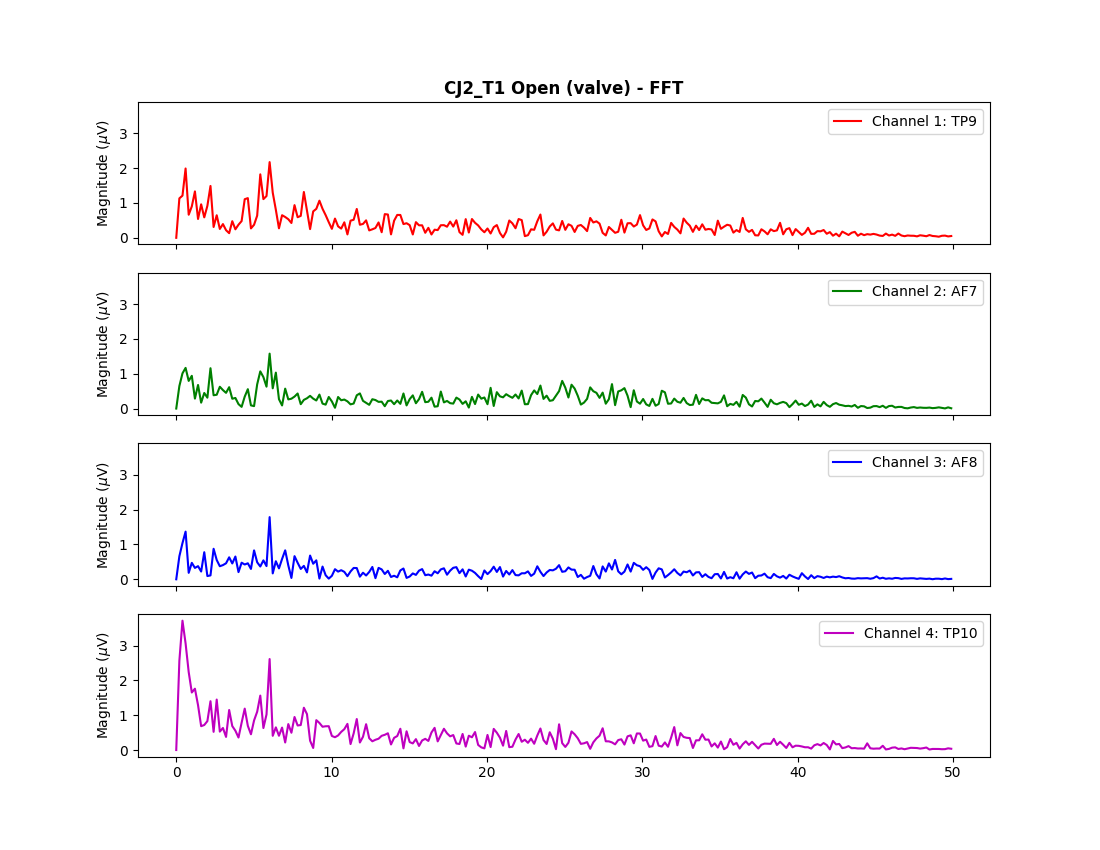 CJ2_T1 Open (valve) - FFT
Magnitude (μV)
3
2
1
0
Channel 1: TP9
Magnitude (μV)
3
2
1
0
Channel 2: AF7
Magnitude (μV)
3
2
1
0
Channel 3: AF8
Magnitude (μV)
3
2
1
0
Channel 4: TP10
0 10 20 30 40 50